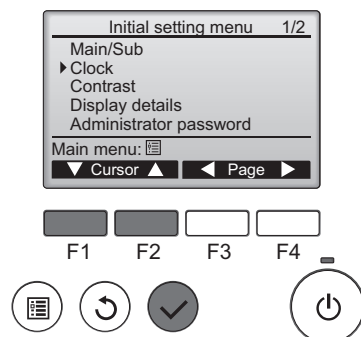 Initial setting menu 1/2
Main/Sub
Clock
Contrast
Display details
Administrator password
Main menu:
Cursor Page
F1 F2 F3 F4